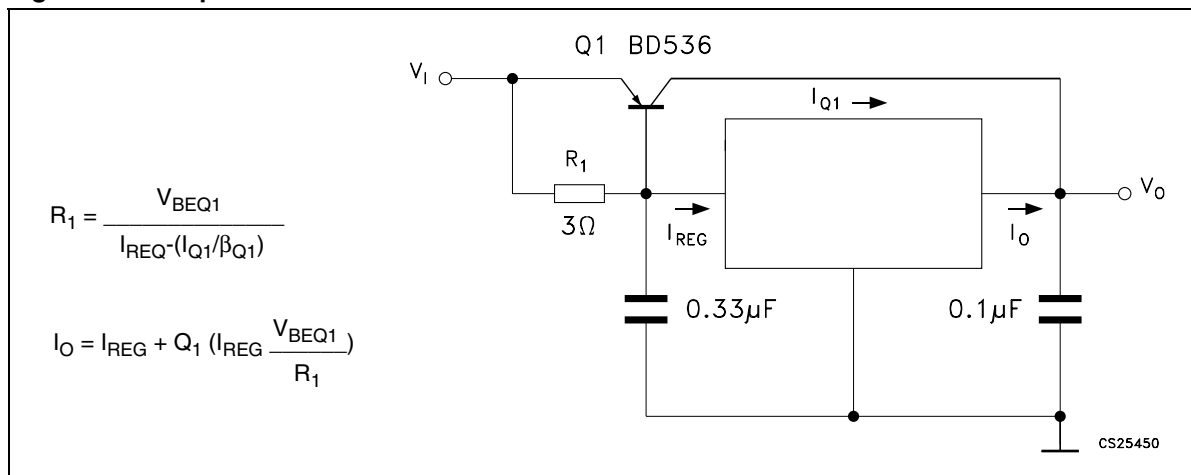 Q1 BD536
V_I
I_Q1
R_1
3Ω
I_REG
I_O
V_O
0.33µF
0.1µF
R_1 = V_BEQ1 / I_REQ-(I_Q1/β_Q1)
I_O = I_REG + Q_1 (I_REG V_BEQ1 / R_1)
CS25450